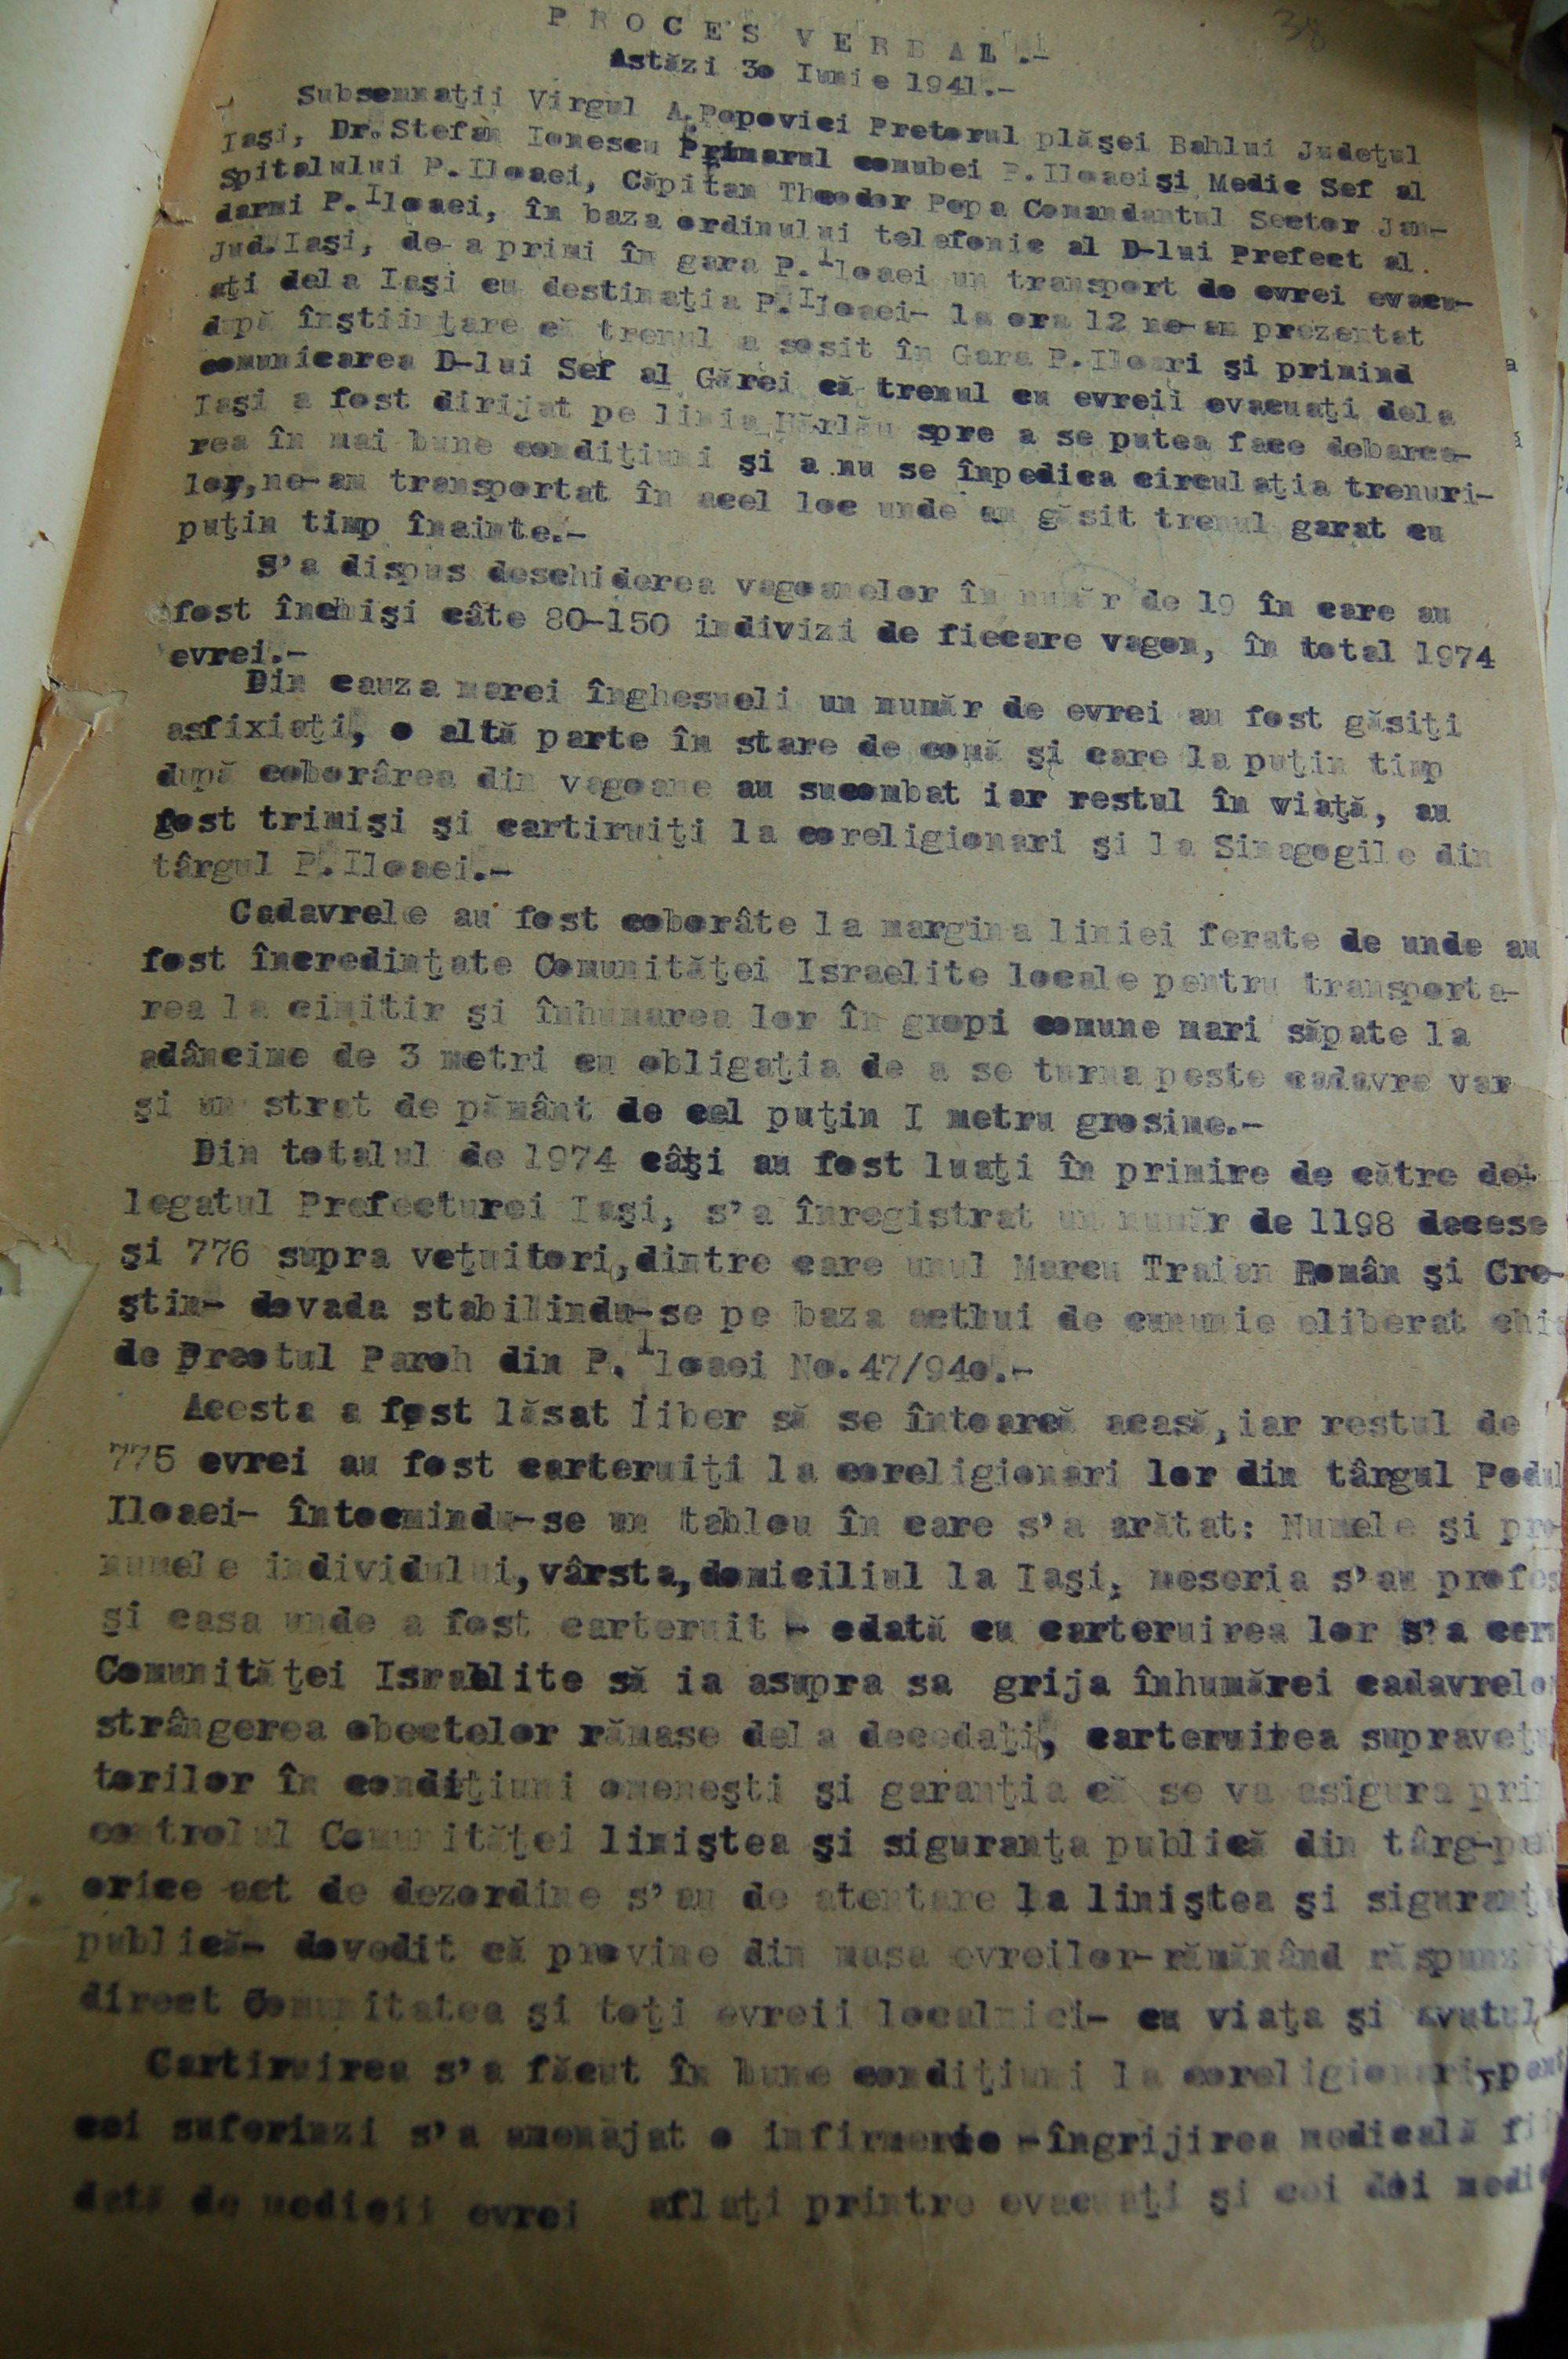 38
PROCES VERBAL.-
Astăzi 3o Iunie 1941.-
Subsemnaţii Virgul A.Popovici Pretorul plăşei Bahlui Judeţul
Iaşi, Dr.Stefan Ionescu Primarul comubei P.Iloaei şi Medic Sef al
Spitalului P.Iloaei, Căpitan Theodor Popa Comandantul Sector Jan-
darmi P.Iloaei, în baza ordinului telefonic al D-lui Prefect al
Jud.Iaşi, de a primi în gara P.Iloaei un transport de evrei evacu-
aţi dela Iaşi cu destinaţia P.Iloaei- la ora 12 ne-am prezentat
după înştiinţare că trenul a sosit în Gara P.Iloari şi primind
comunicarea D-lui Sef al Gărei că trenul cu evreii evacuaţi dela
Iaşi a fost dirijat pe linia Hârlău spre a se putea face debarca-
rea în mai bune condiţiuni şi a nu se împedica circulaţia trenuri-
lor,ne-am transportat în acel loc unde am găsit trenul garat cu
puţin timp înainte.-
S'a dispus deschiderea vagoanelor în număr de 19 în care au
fost închişi câte 80-150 indivizi de fiecare vagon, în total 1974
evrei.-
Din cauza marei înghesueli un număr de evrei au fost găsiţi
asfixiaţi, o altă parte în stare de comă şi care la puţin timp
după coborârea din vagoane au sucombat iar restul în viaţă, au
fost trimişi şi cartiruiţi la coreligionari şi la Sinagogile din
târgul P.Iloaei.-
Cadavrele au fost coborâte la margina liniei ferate de unde au
fost încredinţate Comunităţei Israelite locale pentru transporta-
rea la cimitir şi înhumarea lor în gropi comune mari săpate la
adâncime de 3 metri cu obligaţia de a se turna peste cadavre var
şi un strat de pământ de cel puţin I metru grosime.-
Din totalul de 1974 câţi au fost luaţi în primire de către de-
legatul Prefecturei Iaşi, s'a înregistrat un număr de 1198 decese
şi 776 supra veţuitori,dintre care unul Marcu Traian Român şi Cre-
ştin- dovada stabilindu-se pe baza actlui de cununie eliberat chi
de Preotul Paroh din P.Iloaei No.47/94o.-
Acesta a fost lăsat liber să se întoarcă acasă,iar restul de
775 evrei au fost carteruiţi la coreligionari lor din târgul Podul
Iloaei- întocmindu-se un tablou în care s'a arătat: Numele şi pro-
numele individului,vârsta,domiciliul la Iaşi, meseria s'au profes
şi casa unde a fost carteruit - odată cu carteruirea lor s'a ceru
Comunităţei Israelite să ia asupra sa grija înhumărei cadavrelor
strângerea obectelor rămase dela decedaţi, carteruirea supraveţu
torilor în condiţiuni omeneşti şi garanţia că se va asigura prin
controlul Comunităţei liniştea şi siguranţa publică din târg-
orice act de dezordine s'au de atentare la liniştea şi siguranţa
publică- dovedit că provine din masa evreilor-rămânând
direct Comunitatea şi toţi evreii localnici- cu viaţa şi avutul
Cartiruirea s'a făcut în bune condiţiuni la coreligionari,
cei suferinzi s'a amenajat o infirmerie -îngrijirea medicală
dată de medicii evrei aflaţi printre evacuaţi şi cei doi